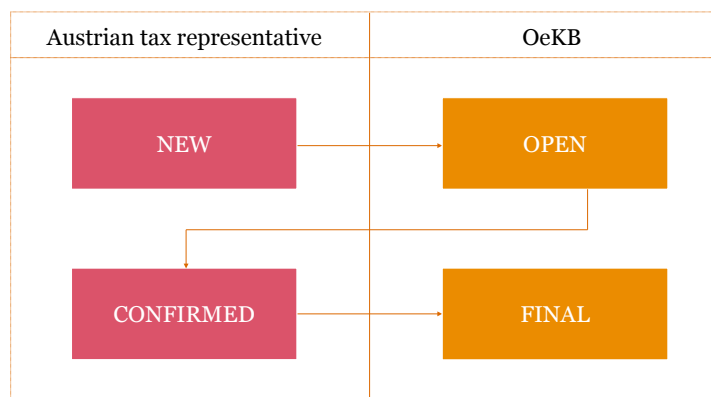 Austrian tax representative
OeKB
NEW
OPEN
CONFIRMED
FINAL